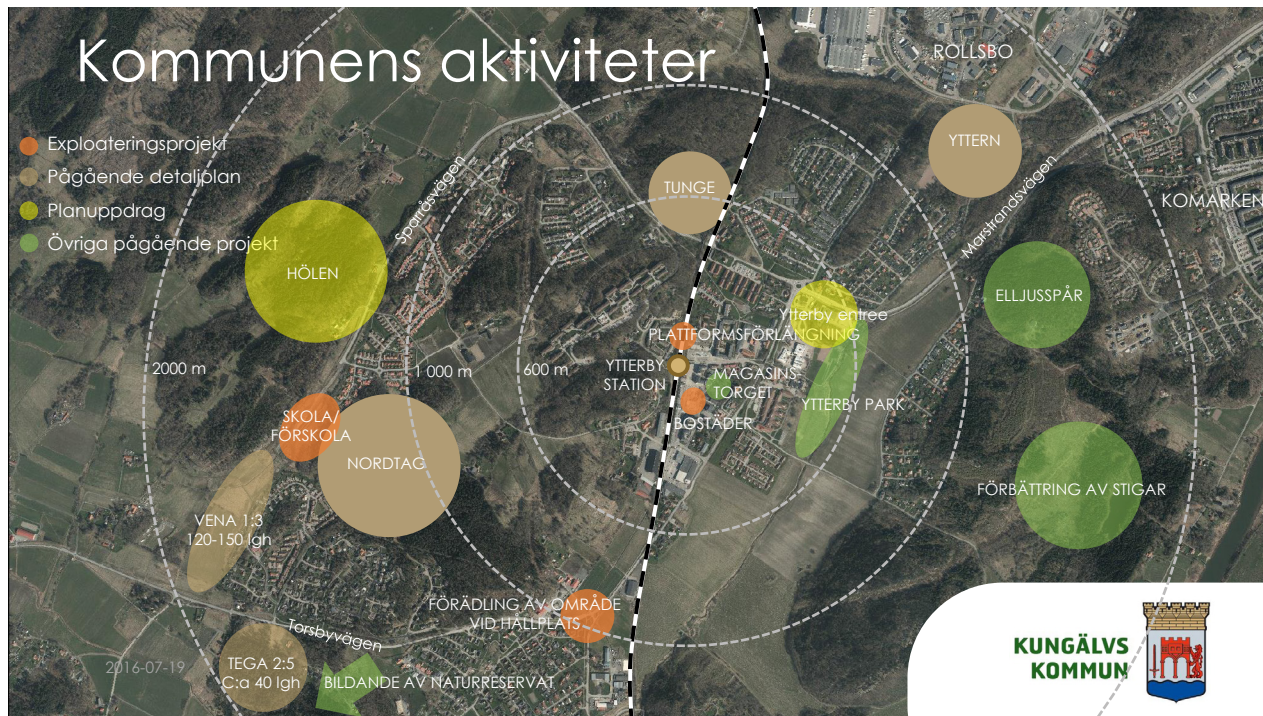 Kommunens aktiviteter
ROLLSBO
Exploateringsprojekt
YTTERN
Pågående detaljplan
TUNGE
Sparråsvägen
Marstrandsvägen
KOMARKEN
Planuppdrag
Övriga pågående projekt
HÖLEN
ELLJUSSPÅR
Ytterby entree
PLATTFORMSFÖRLÄNGNING
2000 m
1 000 m
600 m
YTTERBY
STATION
MAGASINS-
TORGET
YTTERBY PARK
SKOLA/
FÖRSKOLA
BOSTÄDER
NORDTAG
FÖRBÄTTRING AV STIGAR
VENA 1:3
120-150 lgh
FÖRÄDLING AV OMRÅDE
VID HÅLLPLATS
Torsbyvägen
2016-07-19
TEGA 2:5
C:a 40 lgh
BILDANDE AV NATURRESERVAT
KUNGÄLVS
KOMMUN